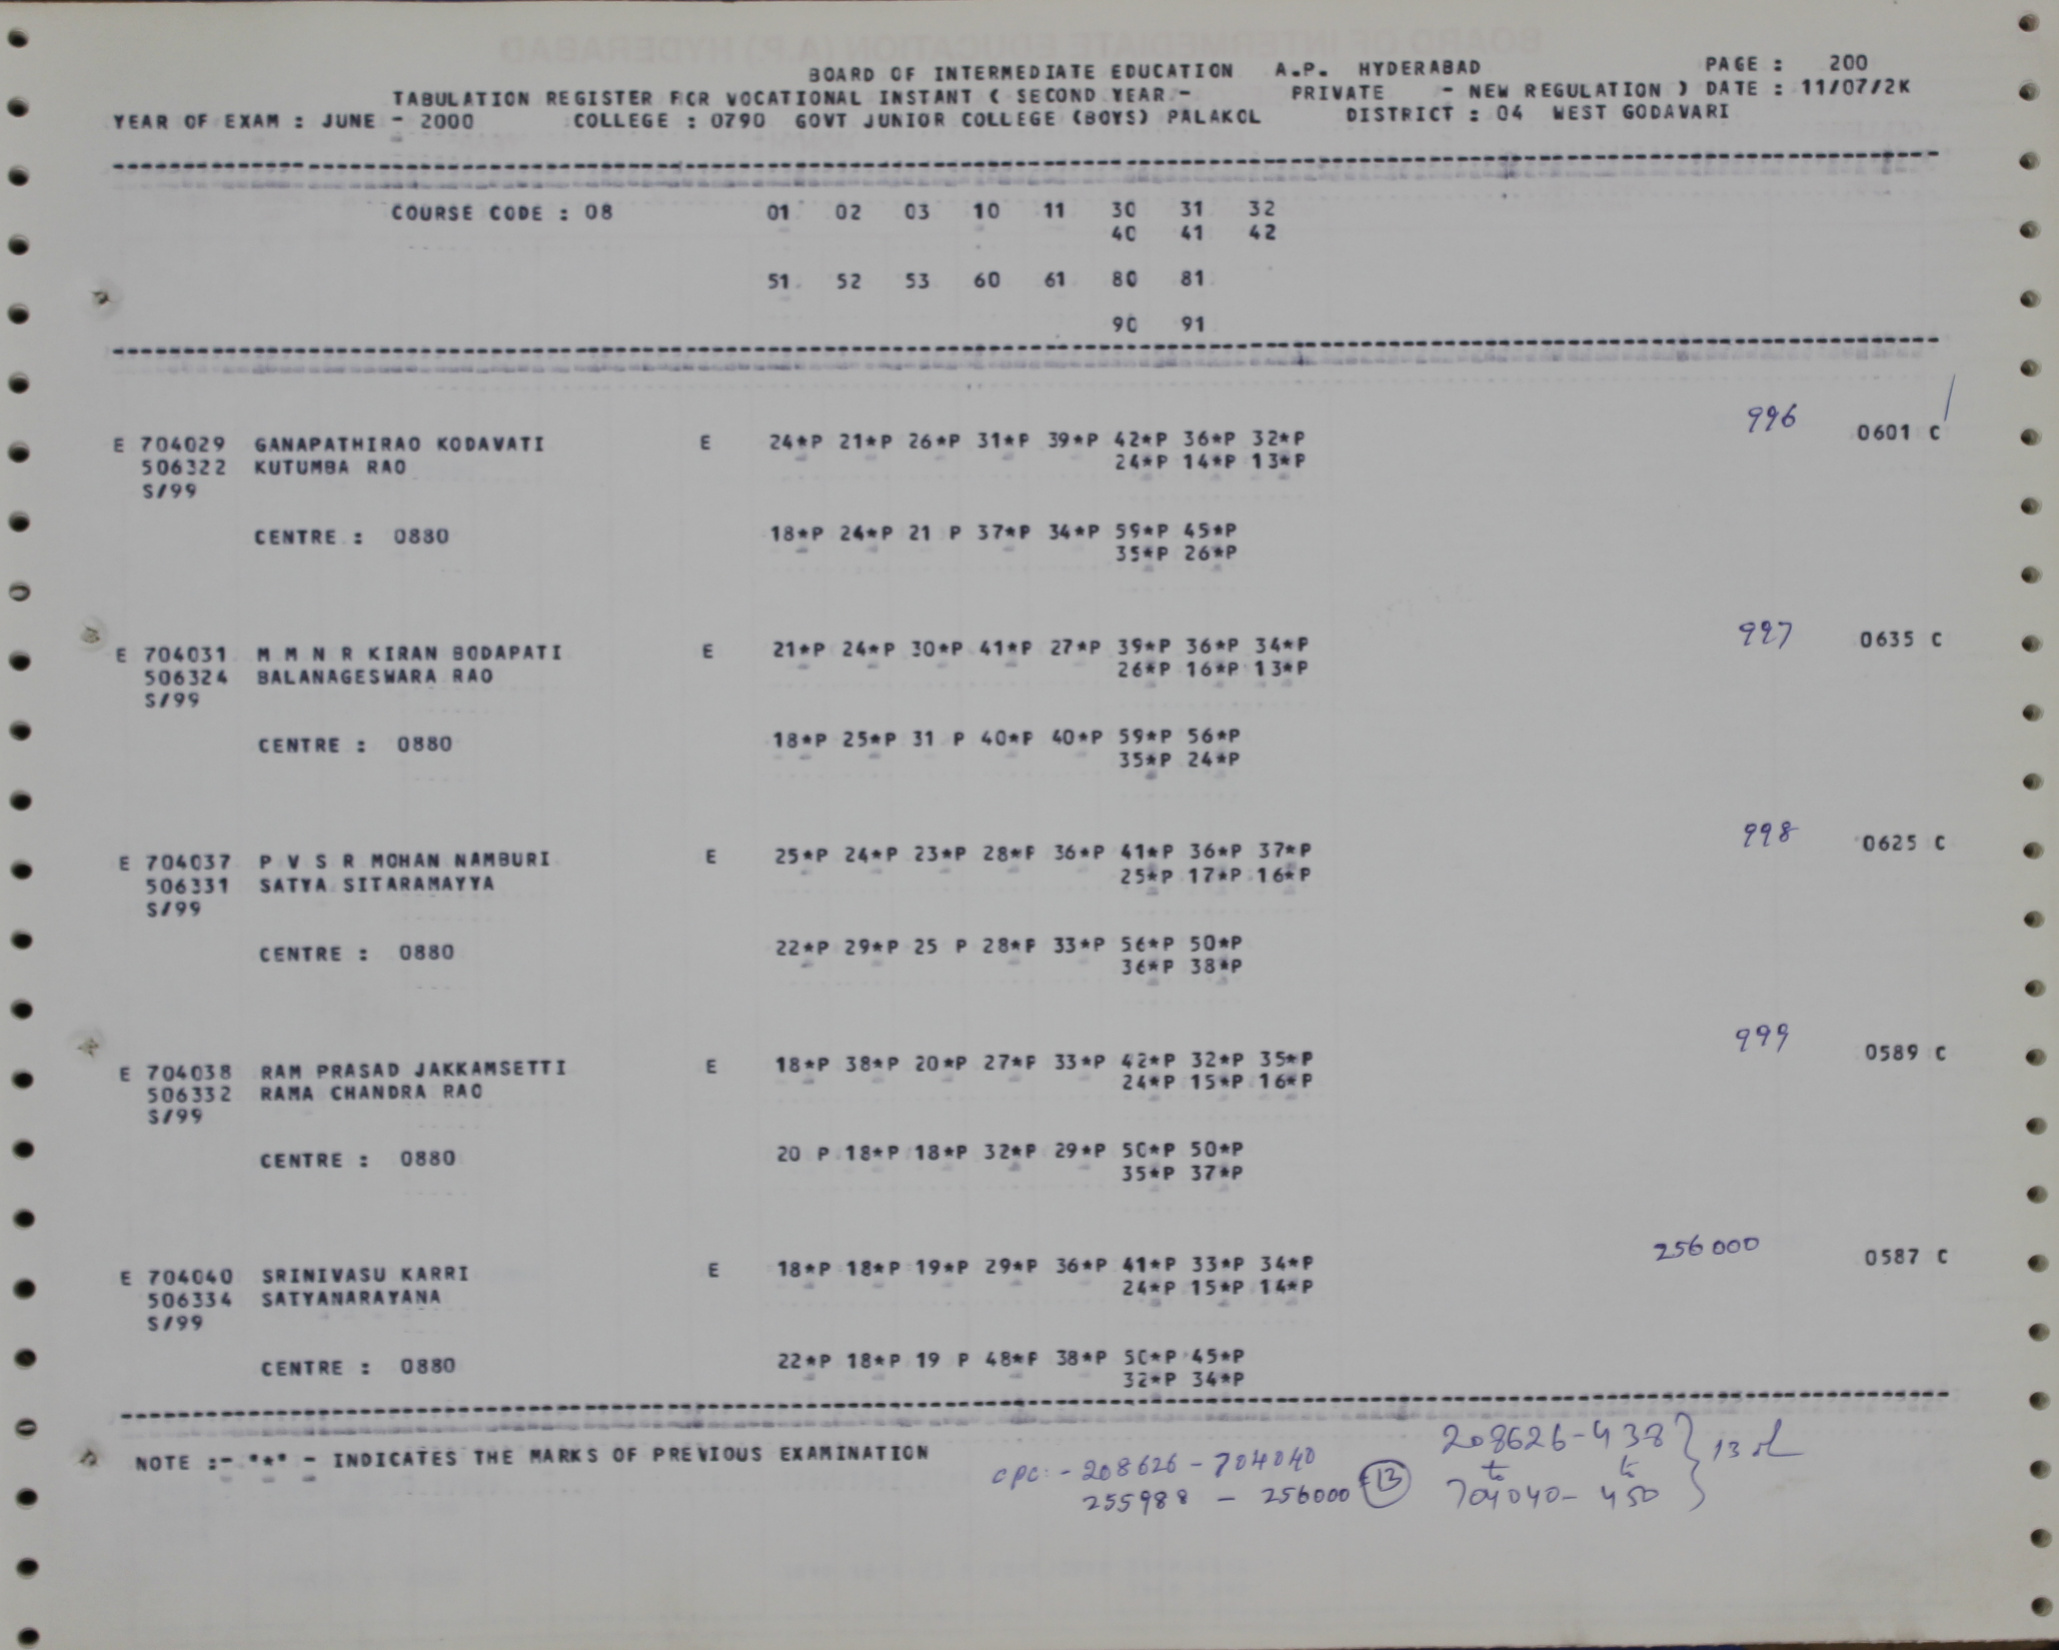 BOARD OF INTERMEDIATE EDUCATION A.P. HYDERABAD PAGE : 200
TABULATION REGISTER FOR VOCATIONAL INSTANT ( SECOND YEAR - PRIVATE - NEW REGULATION ) DATE : 11/07/2K
YEAR OF EXAM : JUNE - 2000 COLLEGE : 0790 GOVT JUNIOR COLLEGE (BOYS) PALAKOL DISTRICT : 04 WEST GODAVARI
COURSE CODE : 08 01 02 03 10 11 30 31 32
40 41 42
51 52 53 60 61 80 81
90 91
996
E 704029 GANAPATHIRAO KODAVATI E 24*P 21*P 26*P 31*P 39*P 42*P 36*P 32*P 0601 C
506322 KUTUMBA RAO 24*P 14*P 13*P
S/99
CENTRE : 0880 18*P 24*P 21 P 37*P 34*P 59*P 45*P
35*P 26*P
997
E 704031 M M N R KIRAN BODAPATI E 21*P 24*P 30*P 41*P 27*P 39*P 36*P 34*P 0635 C
506324 BALANAGESWARA RAO 26*P 16*P 13*P
S/99
CENTRE : 0880 18*P 25*P 31 P 40*P 40*P 59*P 56*P
35*P 24*P
998
E 704037 P V S R MOHAN NAMBURI E 25*P 24*P 23*P 28*P 36*P 41*P 36*P 37*P 0625 C
506331 SATYA SITARAMAYYA 25*P 17*P 16*P
S/99
CENTRE : 0880 22*P 29*P 25 P 28*P 33*P 56*P 50*P
36*P 38*P
999
E 704038 RAM PRASAD JAKKAMSETTI E 18*P 38*P 20*P 27*P 33*P 42*P 32*P 35*P 0589 C
506332 RAMA CHANDRA RAO 24*P 15*P 16*P
S/99
CENTRE : 0880 20 P 18*P 18*P 32*P 29*P 50*P 50*P
35*P 37*P
256000
E 704040 SRINIVASU KARRI E 18*P 18*P 19*P 29*P 36*P 41*P 33*P 34*P 0587 C
506334 SATYANARAYANA 24*P 15*P 14*P
S/99
CENTRE : 0880 22*P 18*P 19 P 48*P 38*P 50*P 45*P
32*P 34*P
NOTE :- "*" - INDICATES THE MARKS OF PREVIOUS EXAMINATION
CPC: - 208626 - 704040
255988 - 256000 13
208626-438 } 13
to to
704040- 450